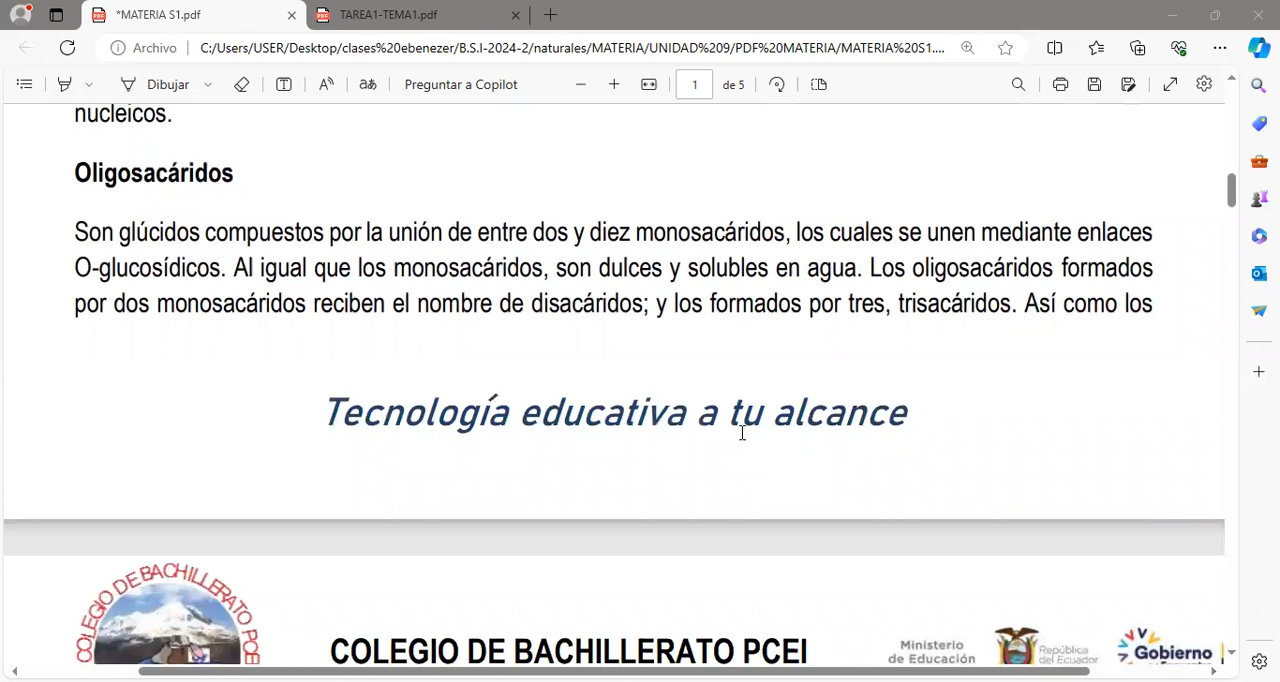 *MATERIA S1.pdf
TAREA1-TEMA1.pdf
Archivo
C:/Users/USER/Desktop/clases%20ebenezer/B.S.I-2024-2/naturales/MATERIA/UNIDAD%209/PDF%20MATERIA/MATERIA%20S1....
Dibujar
Preguntar a Copilot
1
de 5
nucleicos.
Oligosacáridos
Son glúcidos compuestos por la unión de entre dos y diez monosacáridos, los cuales se unen mediante enlaces
O-glucosídicos. Al igual que los monosacáridos, son dulces y solubles en agua. Los oligosacáridos formados
por dos monosacáridos reciben el nombre de disacáridos; y los formados por tres, trisacáridos. Así como los
Tecnología educativa a tu alcance
COLEGIO DE BACHILLERATO PCEI
COLEGIO DE BACHILLERATO PCEI
Ministerio
de Educación
República
del Ecuador
Gobierno